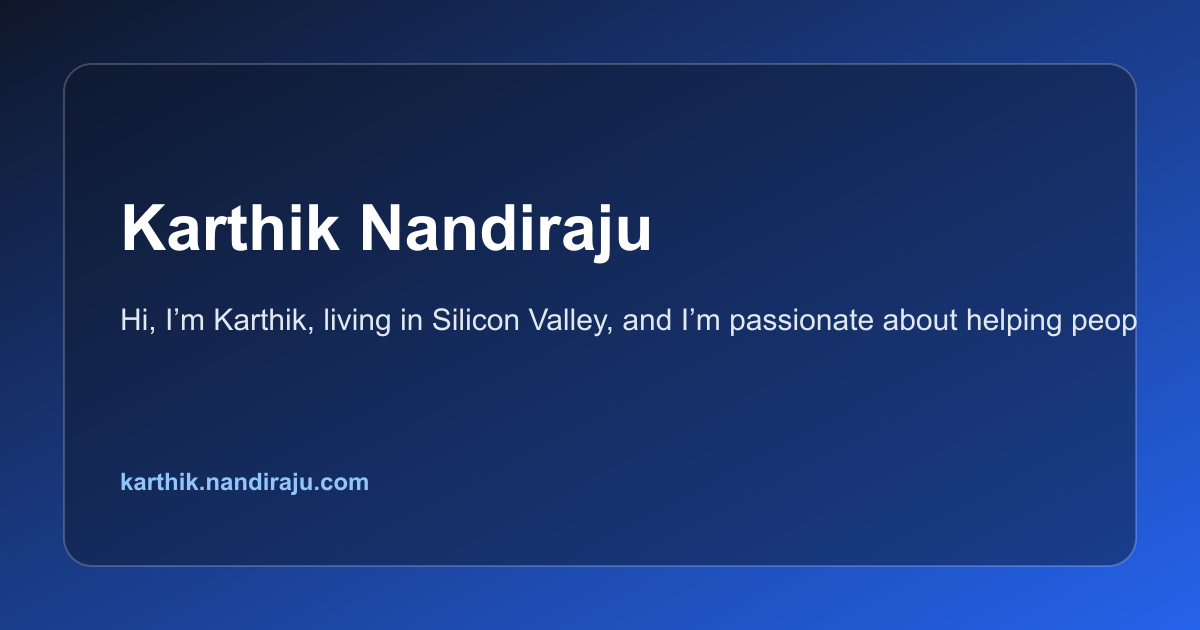 Karthik Nandiraju
Hi, I’m Karthik, living in Silicon Valley, and I’m passionate about helping peop
karthik.nandiraju.com